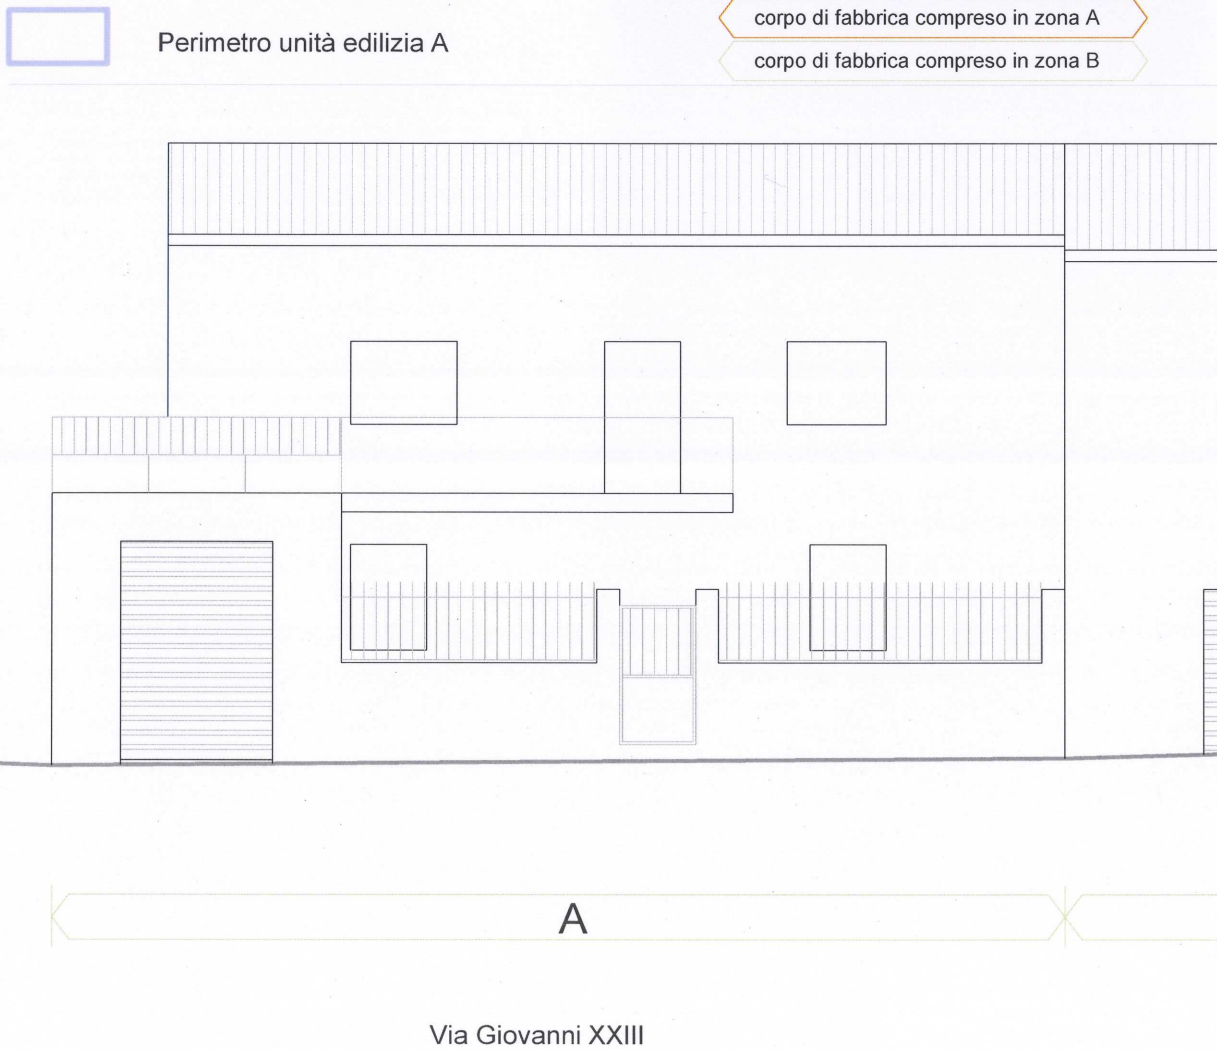 Perimetro unità edilizia A
corpo di fabbrica compreso in zona A
corpo di fabbrica compreso in zona B
A
Via Giovanni XXIII